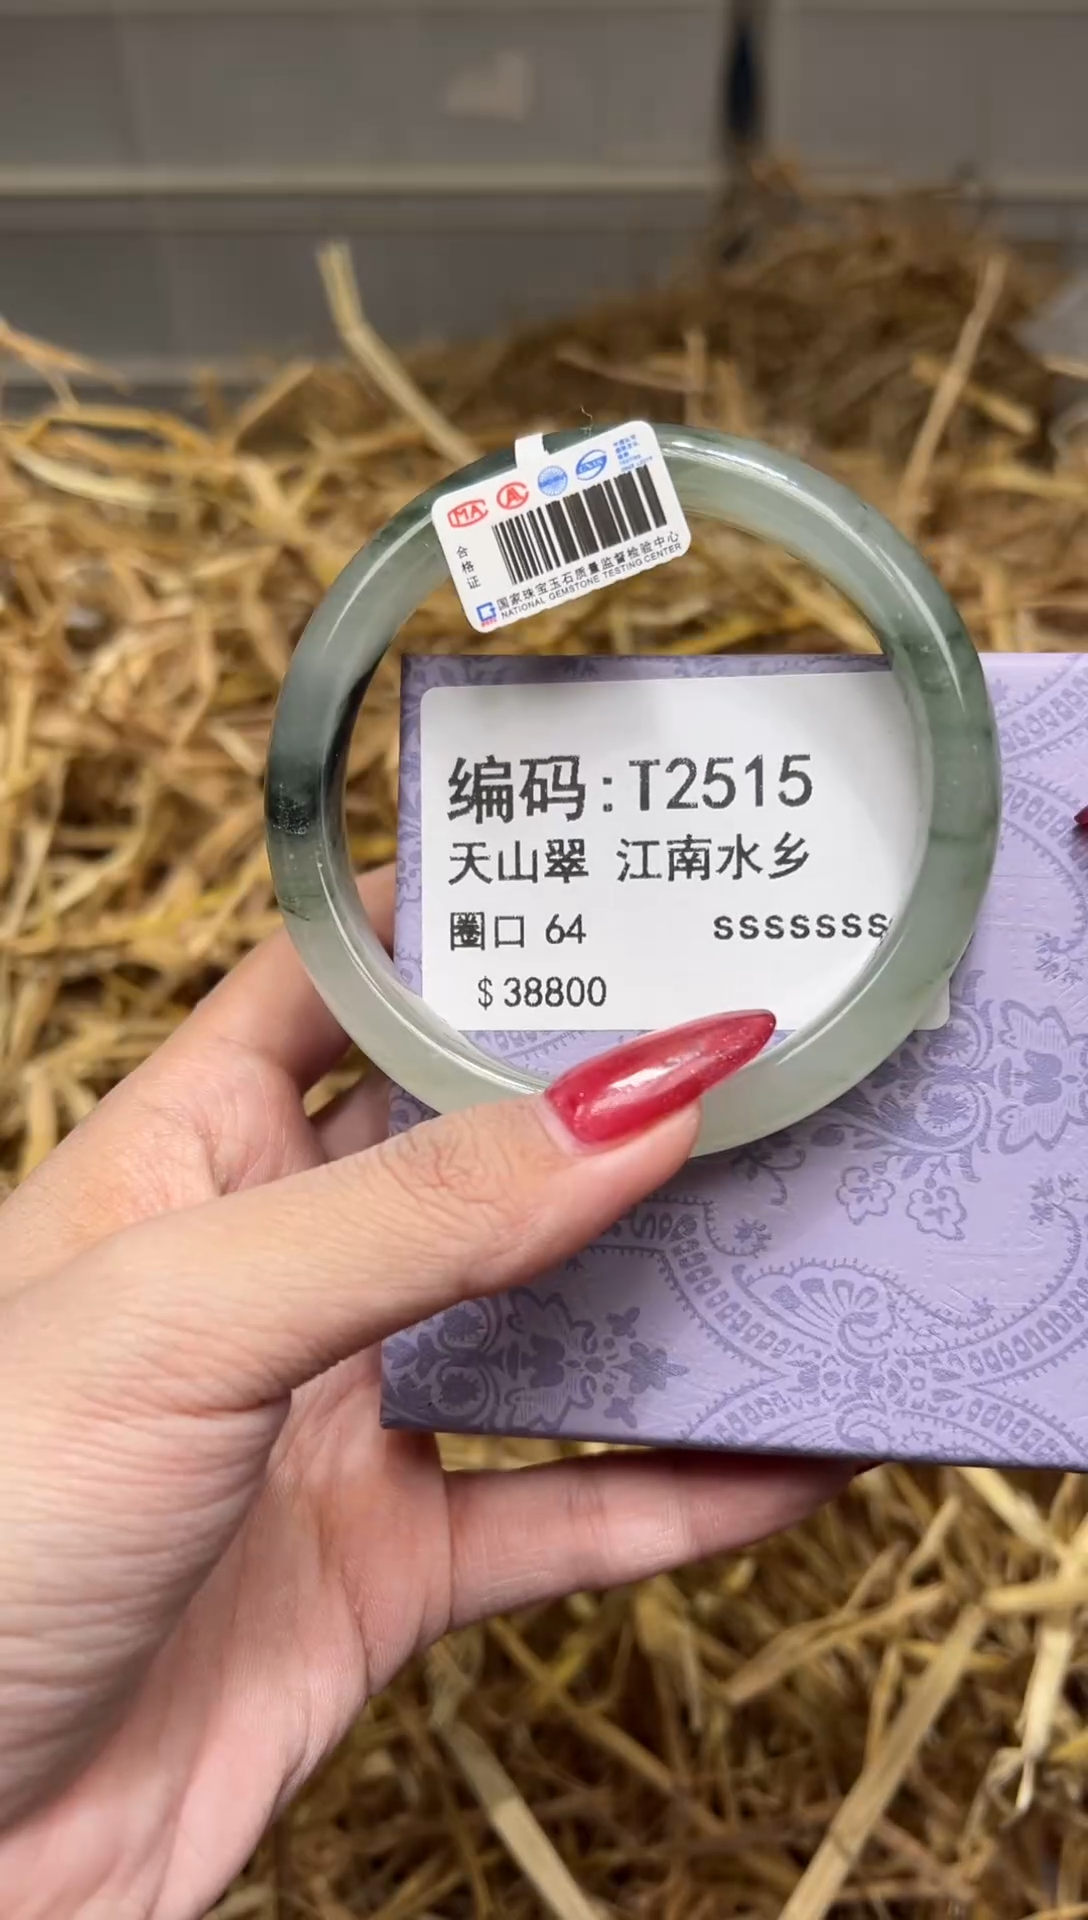 MA
合格证
国家珠宝玉石质量监督检验中心
NATIONAL GEMSTONE TESTING CENTER
编码:T2515
天山翠 江南水乡
圈口 64 sssssss
$38800